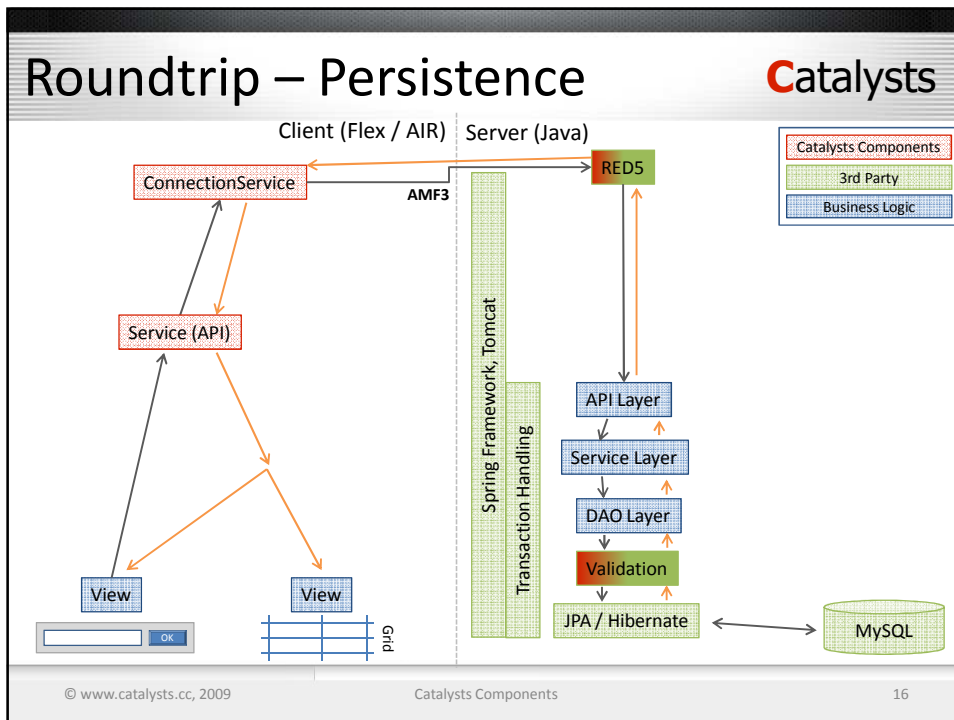 Roundtrip – Persistence
Catalysts
Client (Flex / AIR)
Server (Java)
Catalysts Components
3rd Party
Business Logic
ConnectionService
AMF3
RED5
Service (API)
Spring Framework, Tomcat
Transaction Handling
API Layer
Service Layer
DAO Layer
Validation
JPA / Hibernate
MySQL
View
View
OK
Grid
© www.catalysts.cc, 2009
Catalysts Components
16